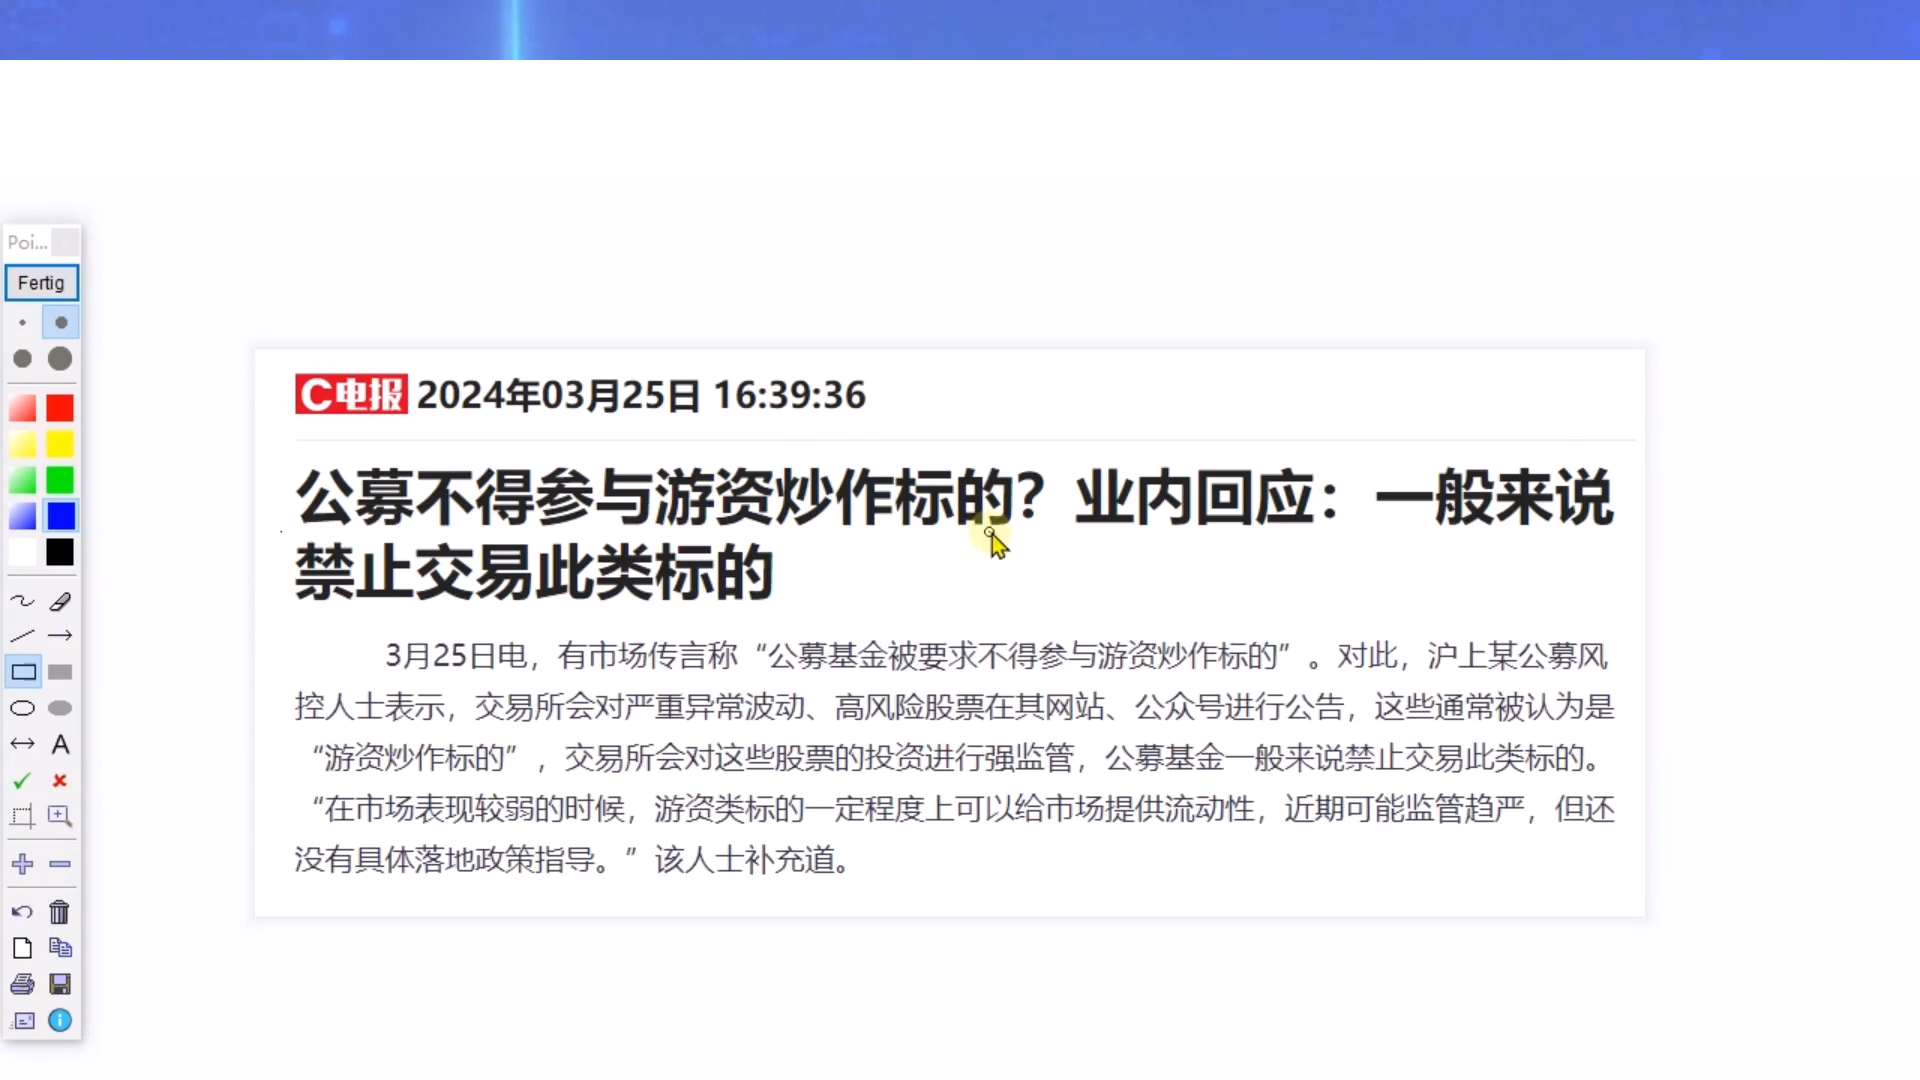 Poi...
Fertig
A
C电报 2024年03月25日 16:39:36
公募不得参与游资炒作标的？业内回应：一般来说
禁止交易此类标的
3月25日电，有市场传言称“公募基金被要求不得参与游资炒作标的”。对此，沪上某公募风
控人士表示，交易所会对严重异常波动、高风险股票在其网站、公众号进行公告，这些通常被认为是
“游资炒作标的”，交易所会对这些股票的投资进行强监管，公募基金一般来说禁止交易此类标的。
“在市场表现较弱的时候，游资类标的一定程度上可以给市场提供流动性，近期可能监管趋严，但还
没有具体落地政策指导。”该人士补充道。